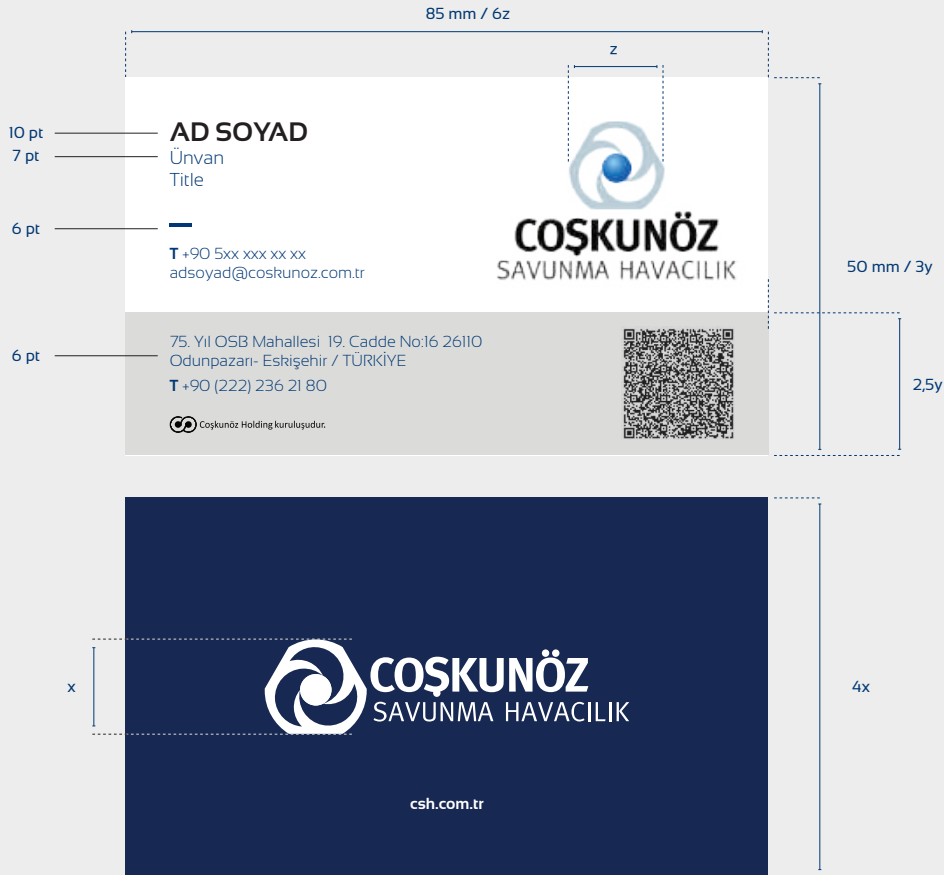 85 mm / 6z
z
10 pt
AD SOYAD
7 pt
Ünvan
Title
6 pt
T +90 5xx xxx xx xx
adsoyad@coskunoz.com.tr
COŞKUNÖZ
SAVUNMA HAVACILIK
50 mm / 3y
6 pt
75. Yıl OSB Mahallesi 19. Cadde No:16 26110
Odunpazarı- Eskişehir / TÜRKİYE
T +90 (222) 236 21 80
2,5y
Coşkunöz Holding kuruluşudur.
x
COŞKUNÖZ
SAVUNMA HAVACILIK
4x
csh.com.tr